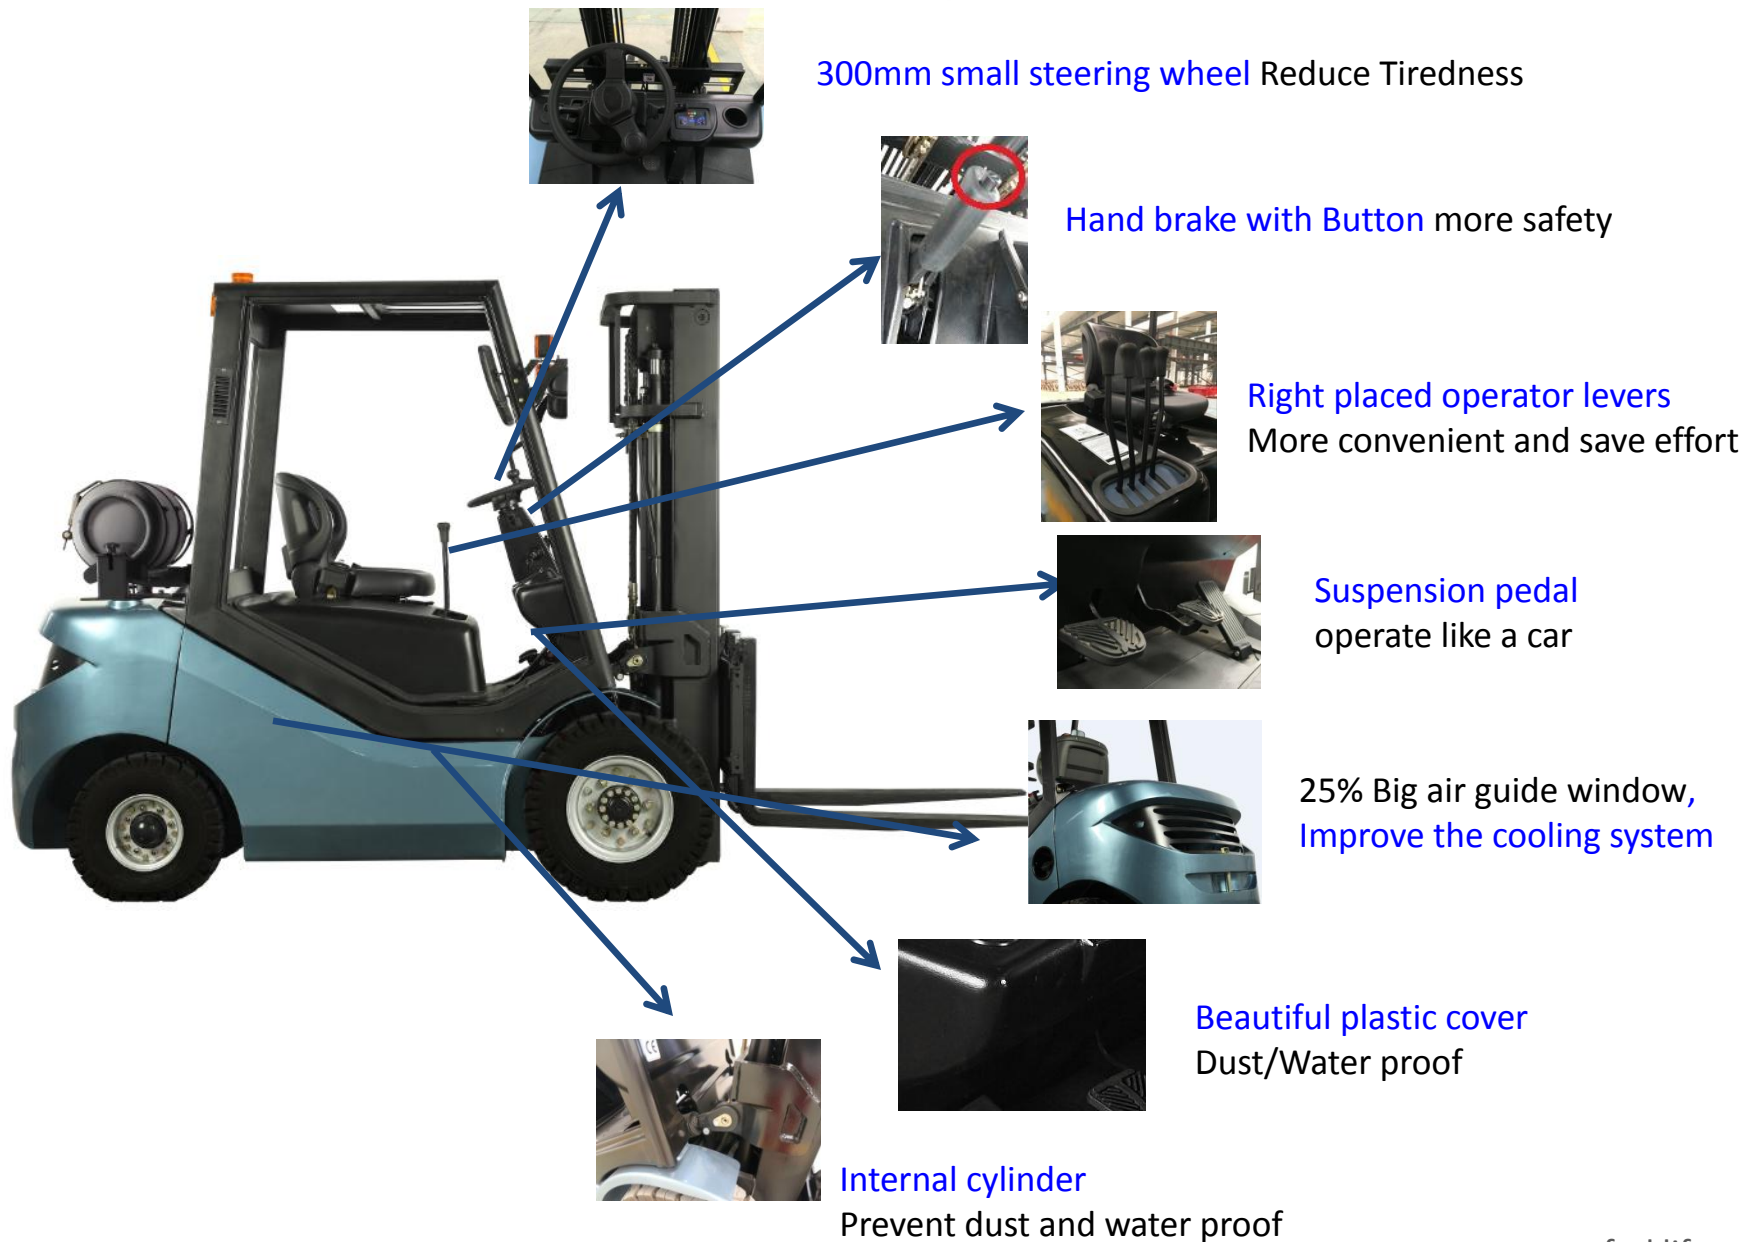 300mm small steering wheel Reduce Tiredness
Hand brake with Button more safety
Right placed operator levers
More convenient and save effort
Suspension pedal
operate like a car
25% Big air guide window,
Improve the cooling system
Beautiful plastic cover
Dust/Water proof
Internal cylinder
Prevent dust and water proof